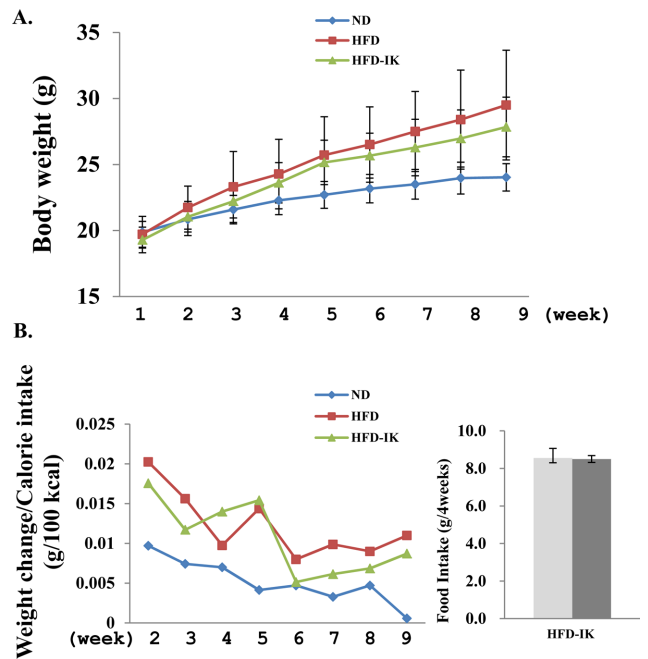 A.
ND
HFD
HFD-IK
Body weight (g)
35
30
25
20
15
1 2 3 4 5 6 7 8 9 (week)
B.
ND
HFD
HFD-IK
Weight change/Calorie intake
(g/100 kcal)
0.025
0.02
0.015
0.01
0.005
0
(week) 2 3 4 5 6 7 8 9
Food Intake (g/4weeks)
10.0
8.0
6.0
4.0
2.0
0.0
HFD-IK